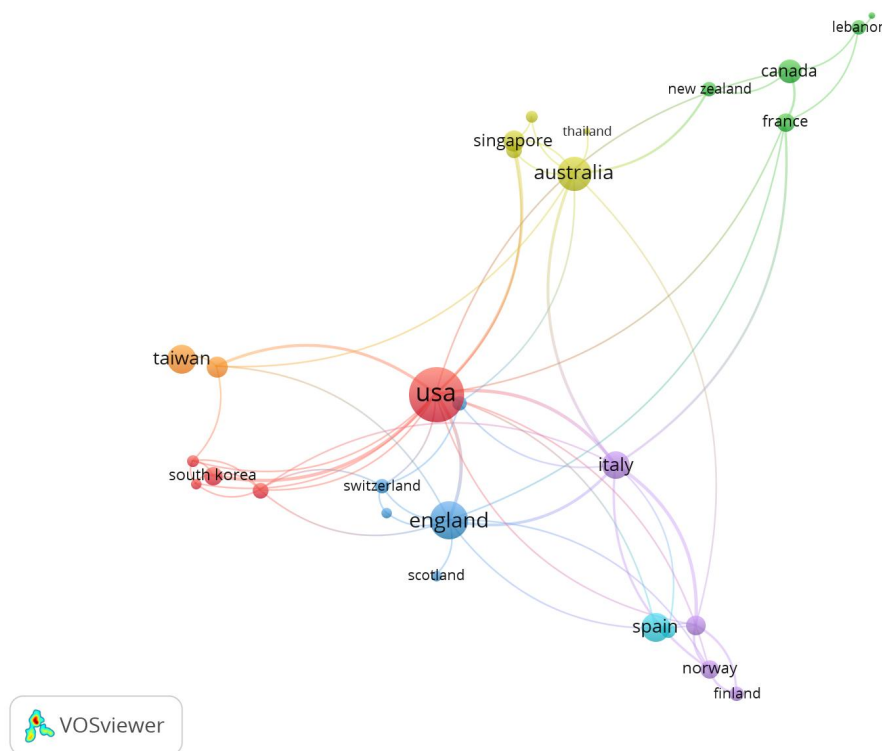 lebanon
canada
new zealand
france
thailand
singapore
australia
taiwan
usa
italy
south korea
switzerland
england
scotland
spain
norway
finland
VOSviewer